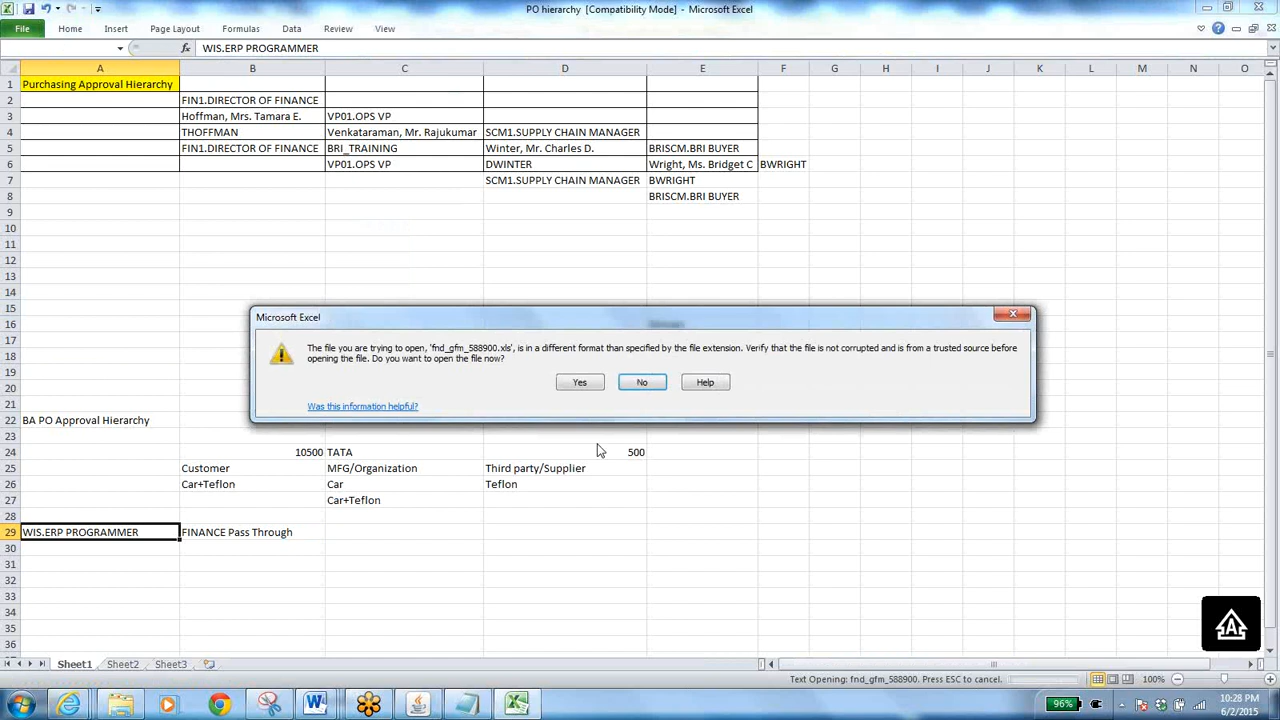 PO hierarchy  [Compatibility Mode]  -  Microsoft Excel
File Home Insert Page Layout Formulas Data Review View
fx WIS.ERP PROGRAMMER
A B C D E F G H I J K L M N O
1 Purchasing Approval Hierarchy
2 FIN1.DIRECTOR OF FINANCE
3 Hoffman, Mrs. Tamara E. VP01.OPS VP
4 THOFFMAN Venkataraman, Mr. Rajukumar SCM1.SUPPLY CHAIN MANAGER
5 FIN1.DIRECTOR OF FINANCE BRI_TRAINING Winter, Mr. Charles D. BRISCM.BRI BUYER
6 VP01.OPS VP DWINTER Wright, Ms. Bridget C BWRIGHT
7 SCM1.SUPPLY CHAIN MANAGER BWRIGHT
8 BRISCM.BRI BUYER
9
10
11
12
13
14
15
16
17
18
19
20
21
22 BA PO Approval Hierarchy
23
24 10500 TATA 500
25 Customer MFG/Organization Third party/Supplier
26 Car+Teflon Car Teflon
27 Car+Teflon
28
29 WIS.ERP PROGRAMMER FINANCE Pass Through
30
31
32
33
34
35
36
Microsoft Excel
The file you are trying to open, 'fnd_gfm_588900.xls', is in a different format than specified by the file extension. Verify that the file is not corrupted and is from a trusted source before
opening the file. Do you want to open the file now?
Yes No Help
Was this information helpful?
A
Sheet1 Sheet2 Sheet3
Text Opening: fnd_gfm_588900. Press ESC to cancel. 100%
96% 10:28 PM
6/2/2015